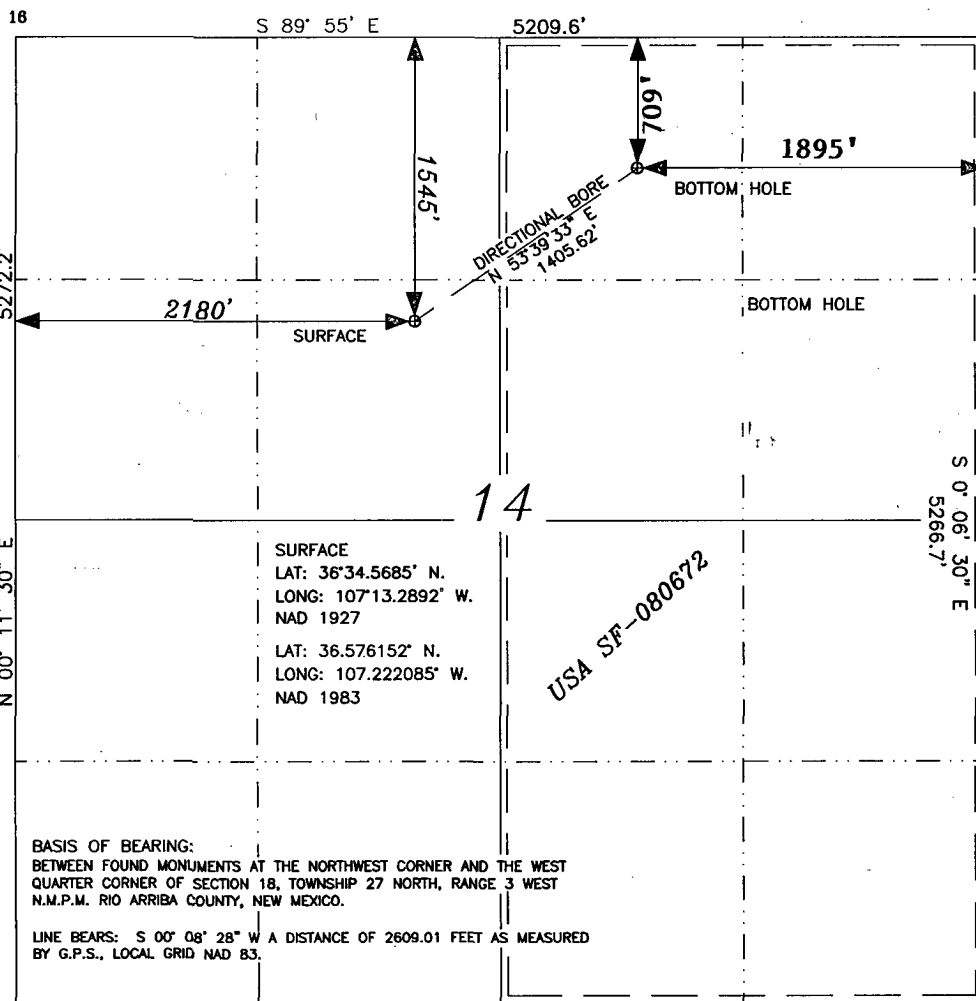 16
S 89° 55' E
5209.6'
709'
1895'
1545'
BOTTOM HOLE
DIRECTIONAL BORE
N 53°39'33" E
1405.62'
5272.2'
BOTTOM HOLE
2180'
SURFACE
14
S 0° 06' 30" E
5266.7'
N 00° 11' 30" E
SURFACE
LAT: 36°34.5685' N.
LONG: 107°13.2892' W.
NAD 1927
LAT: 36.576152° N.
LONG: 107.222085° W.
NAD 1983
USA SF-080672
BASIS OF BEARING:
BETWEEN FOUND MONUMENTS AT THE NORTHWEST CORNER AND THE WEST
QUARTER CORNER OF SECTION 18, TOWNSHIP 27 NORTH, RANGE 3 WEST
N.M.P.M. RIO ARRIBA COUNTY, NEW MEXICO.
LINE BEARS: S 00° 08' 28" W A DISTANCE OF 2609.01 FEET AS MEASURED
BY G.P.S., LOCAL GRID NAD 83.